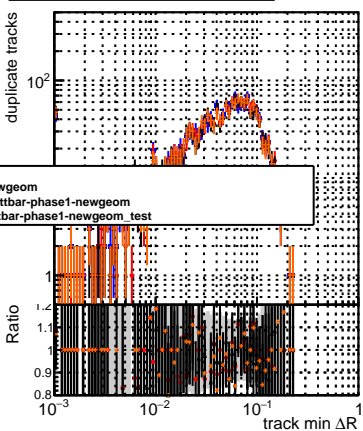 duplicate tracks
10²
wgeom
ttbar-phase1-newgeom
tbar-phase1-newgeom_test
1
Ratio
1.2
1.1
1
0.9
0.8
10⁻³ 10⁻² 10⁻¹ 1
track min ΔR